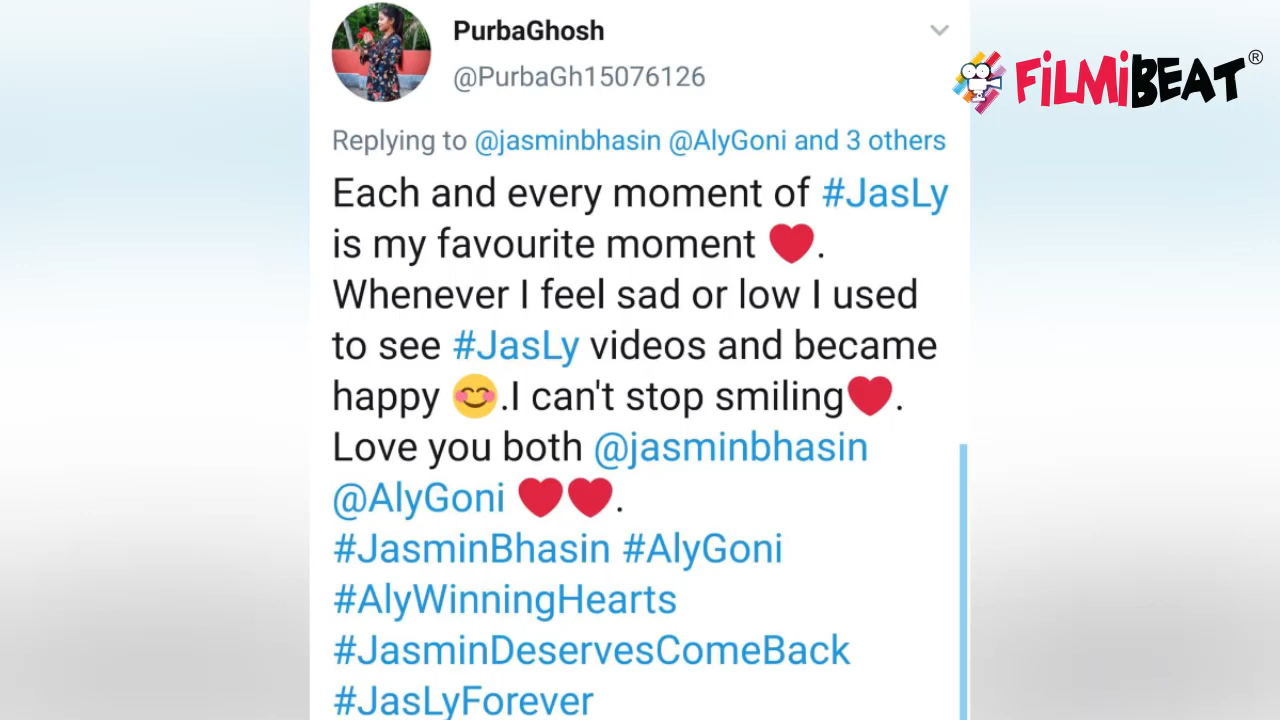 PurbaGhosh
@PurbaGh15076126
FiLMiBEAT®
Replying to @jasminbhasin @AlyGoni and 3 others
Each and every moment of #JasLy
is my favourite moment ❤.
Whenever I feel sad or low I used
to see #JasLy videos and became
happy 😊.I can't stop smiling❤.
Love you both @jasminbhasin
@AlyGoni ❤❤.
#JasminBhasin #AlyGoni
#AlyWinningHearts
#JasminDeservesComeBack
#JasLyForever